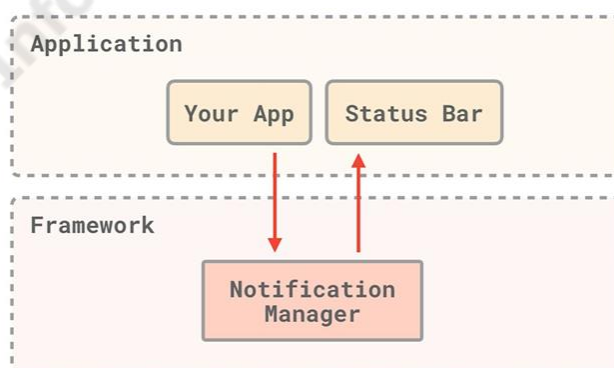 Application
Your App
Status Bar
Framework
Notification
Manager